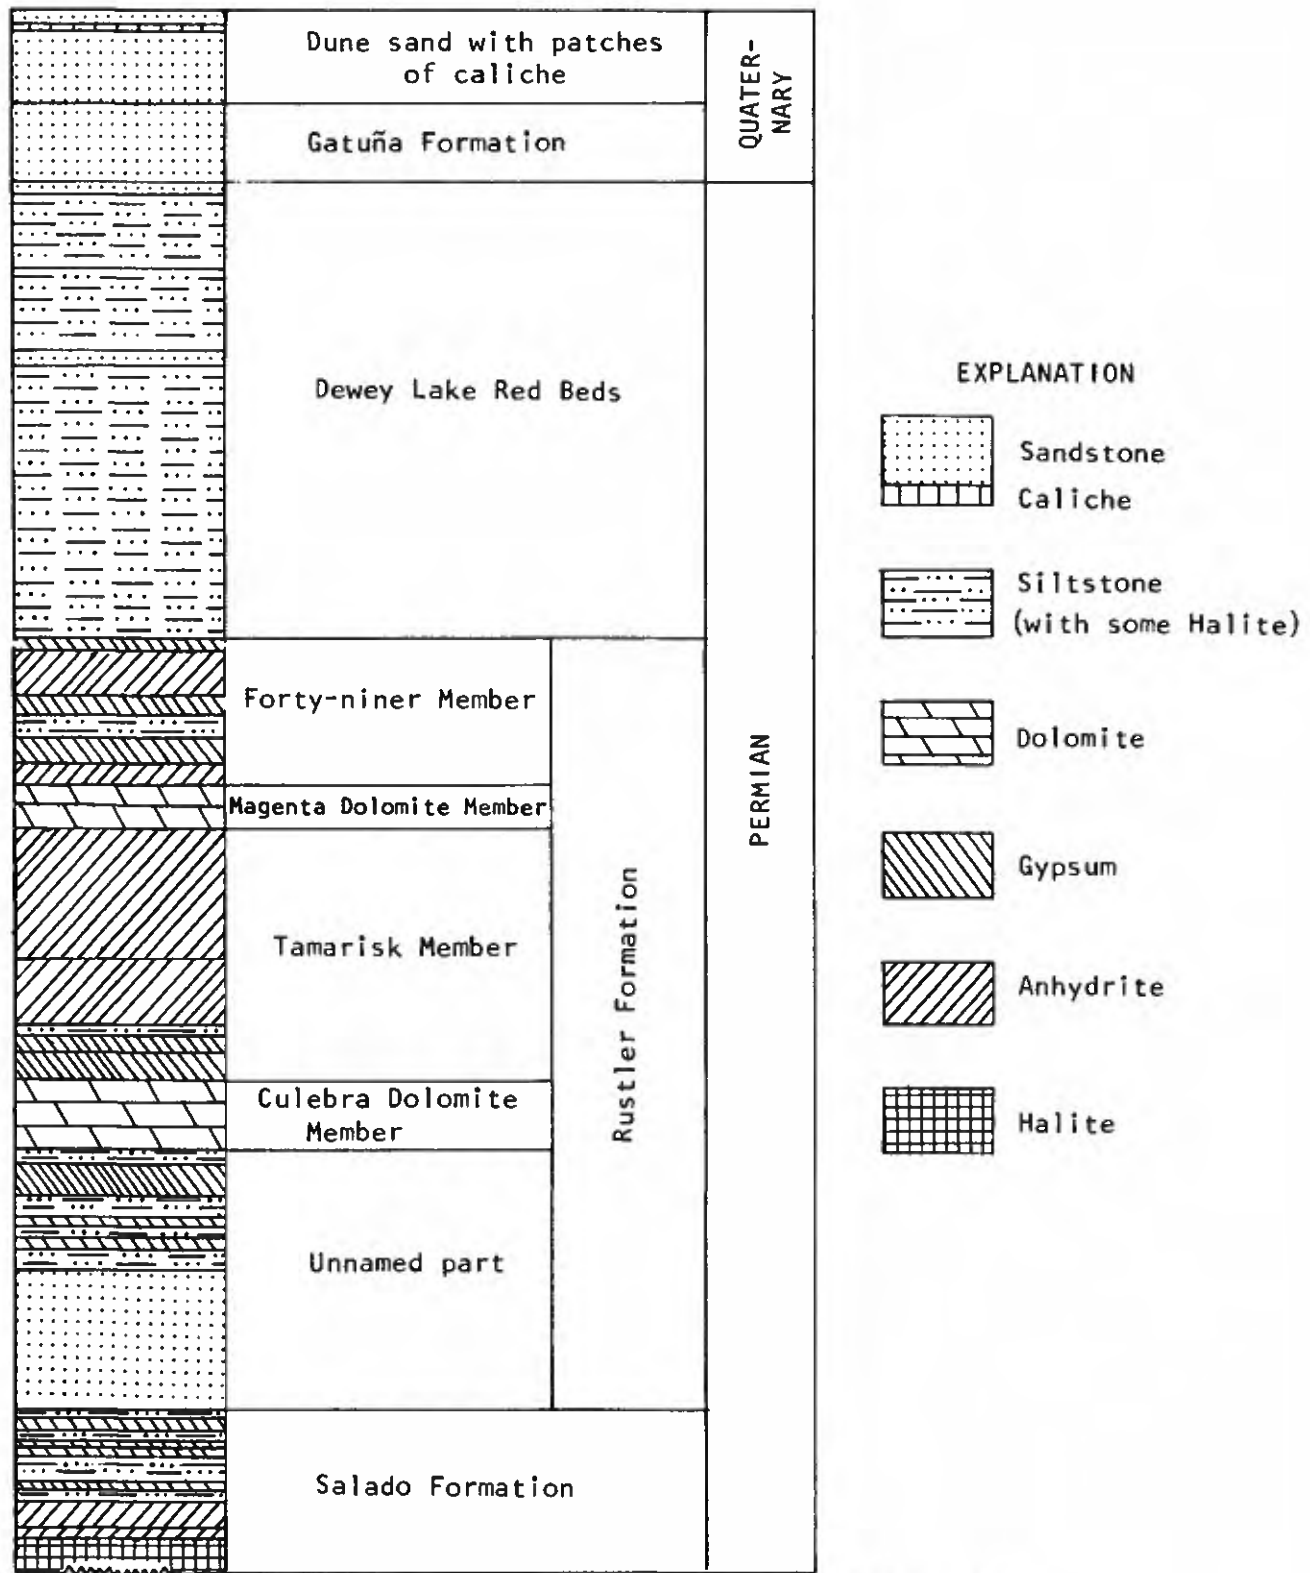 Dune sand with patches
of caliche
Gatuña Formation
QUATER-
NARY
Dewey Lake Red Beds
Forty-niner Member
Magenta Dolomite Member
Tamarisk Member
Culebra Dolomite
Member
Unnamed part
Rustler Formation
Salado Formation
PERMIAN
EXPLANATION
Sandstone
Caliche
Siltstone
(with some Halite)
Dolomite
Gypsum
Anhydrite
Halite